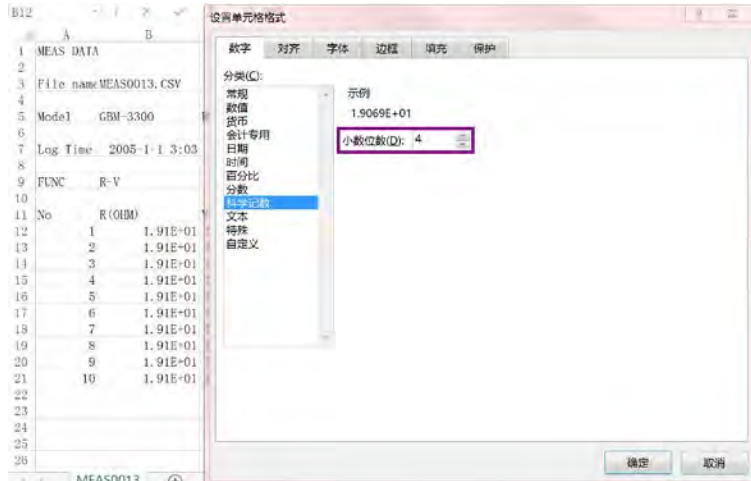 B12
设置单元格格式
A B
1 MEAS DATA
2
3 File name MEAS0013.CSV
4
5 Model GBM-3300
6
7 Log Time 2005-1-1 3:03
8
9 FUNC R-V
10
11 No R(OHM)
12 1 1.91E+01
13 2 1.91E+01
14 3 1.91E+01
15 4 1.91E+01
16 5 1.91E+01
17 6 1.91E+01
18 7 1.91E+01
19 8 1.91E+01
20 9 1.91E+01
21 10 1.91E+01
22
23
24
25
26
MEAS0013
数字 对齐 字体 边框 填充 保护
分类(C):
常规
数值
货币
会计专用
日期
时间
百分比
分数
科学记数
文本
特殊
自定义
示例
1.9069E+01
小数位数(D): 4
确定 取消